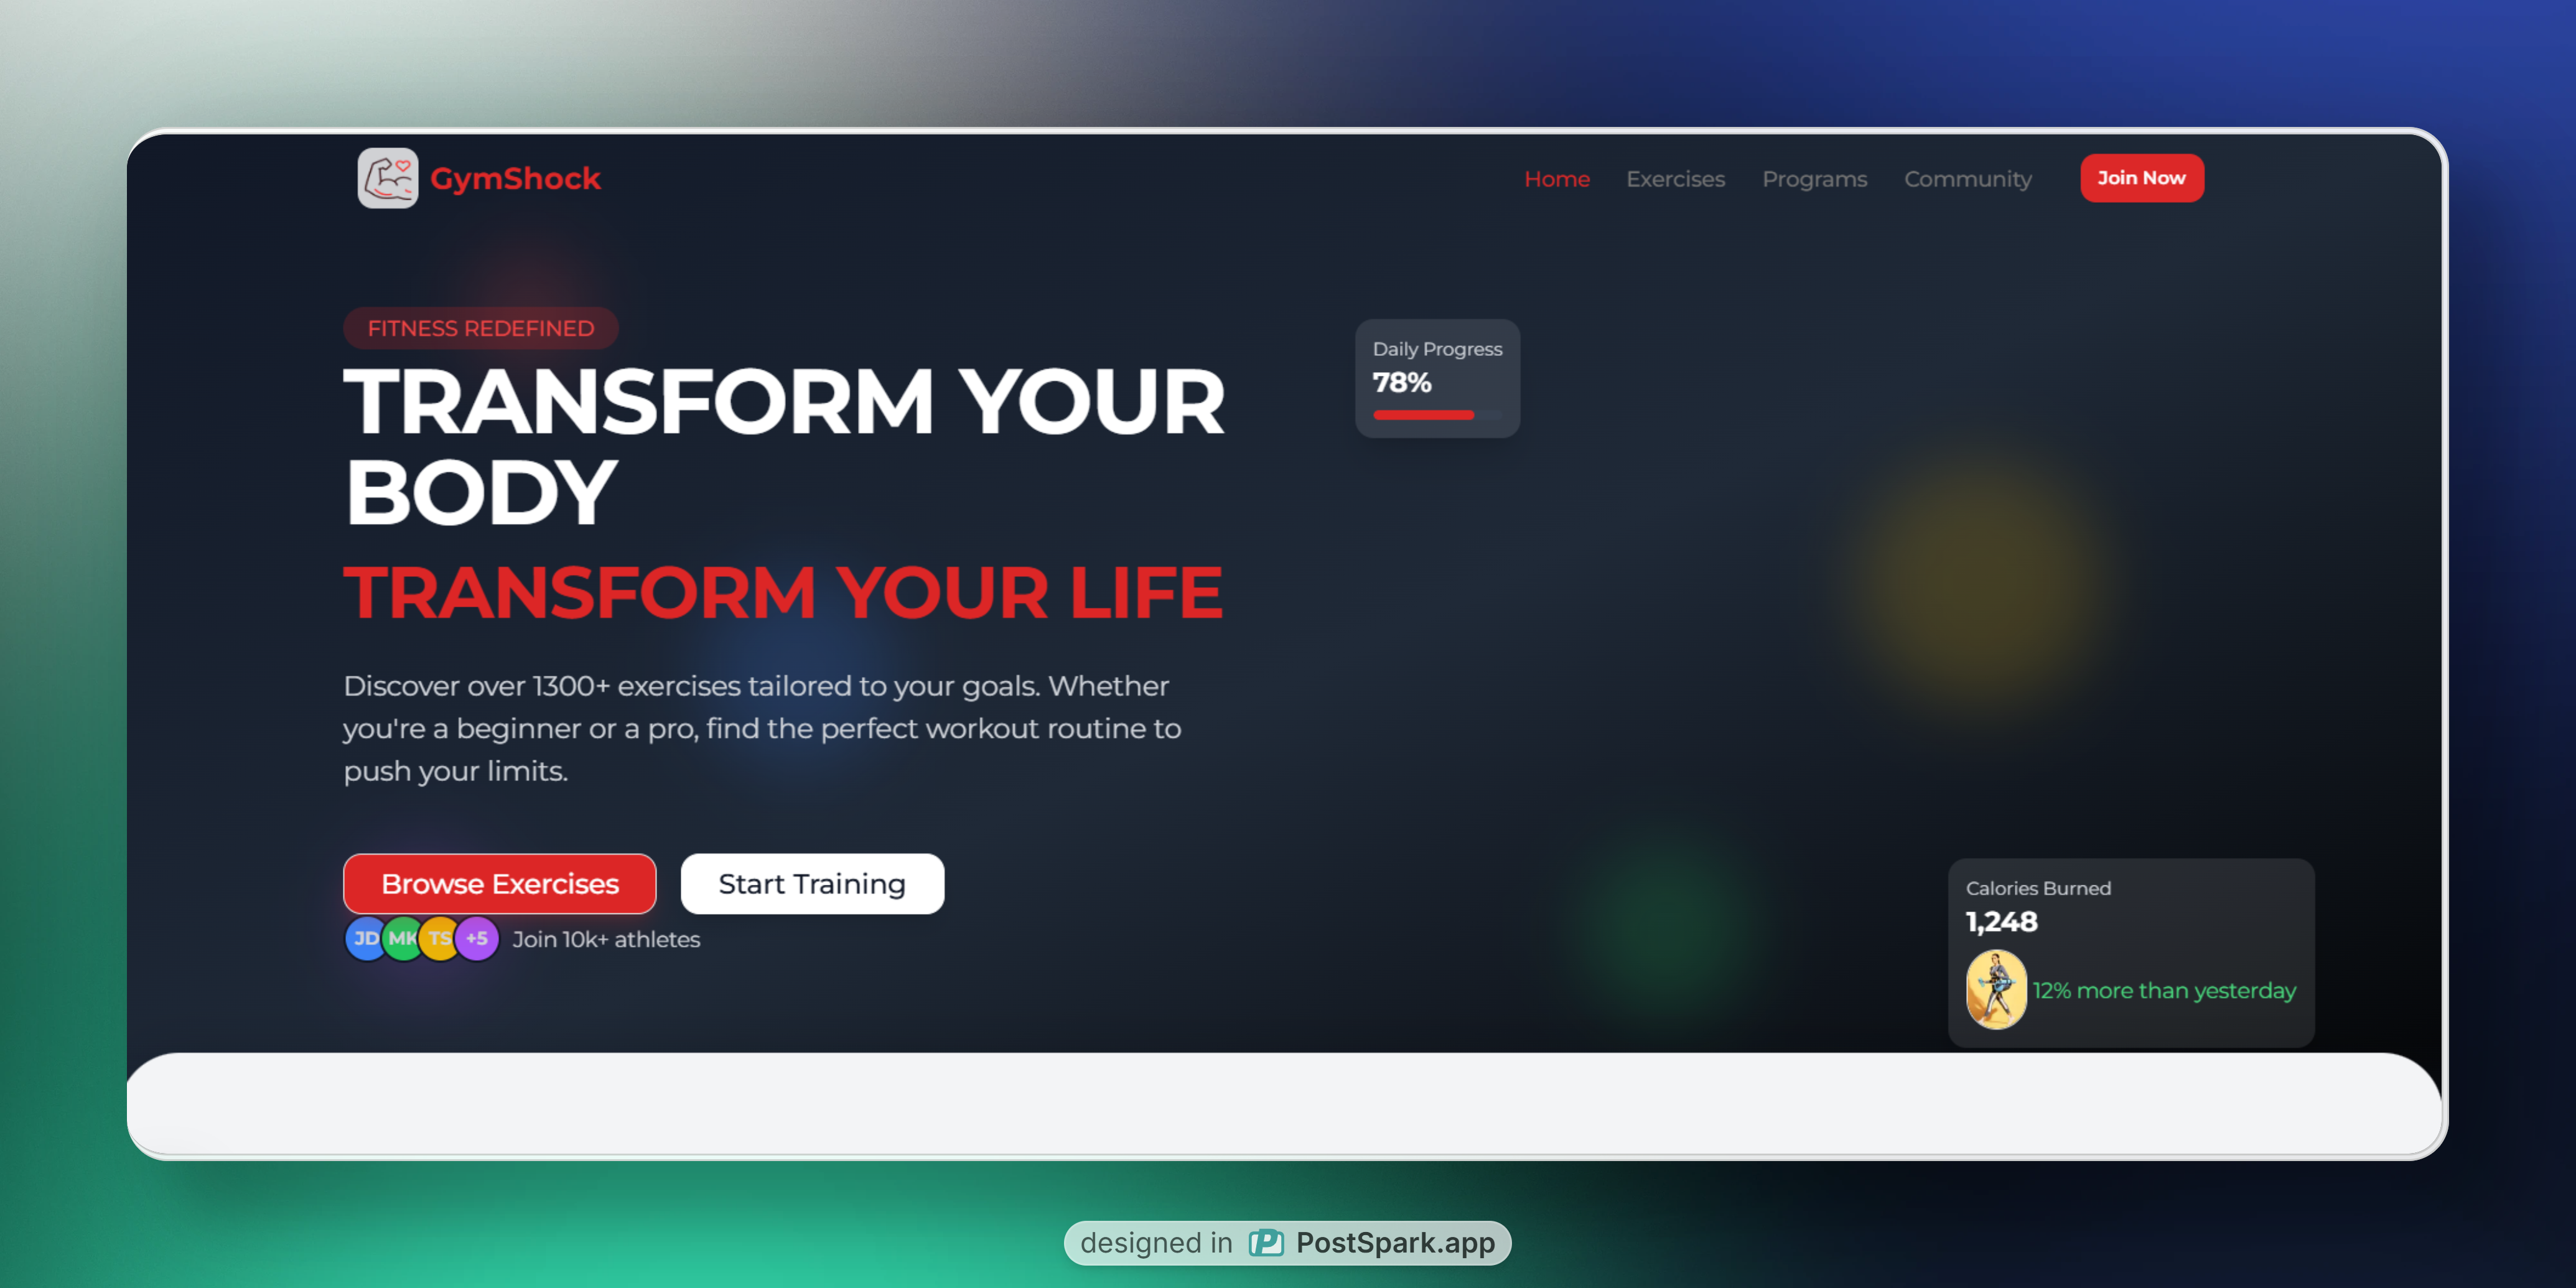 GymShock
Home
Exercises
Programs
Community
Join Now
FITNESS REDEFINED
TRANSFORM YOUR
BODY
TRANSFORM YOUR LIFE
Discover over 1300+ exercises tailored to your goals. Whether
you're a beginner or a pro, find the perfect workout routine to
push your limits.
Browse Exercises
Start Training
JD
MK
TS
+5
Join 10k+ athletes
Daily Progress
78%
Calories Burned
1,248
12% more than yesterday
designed in PostSpark.app